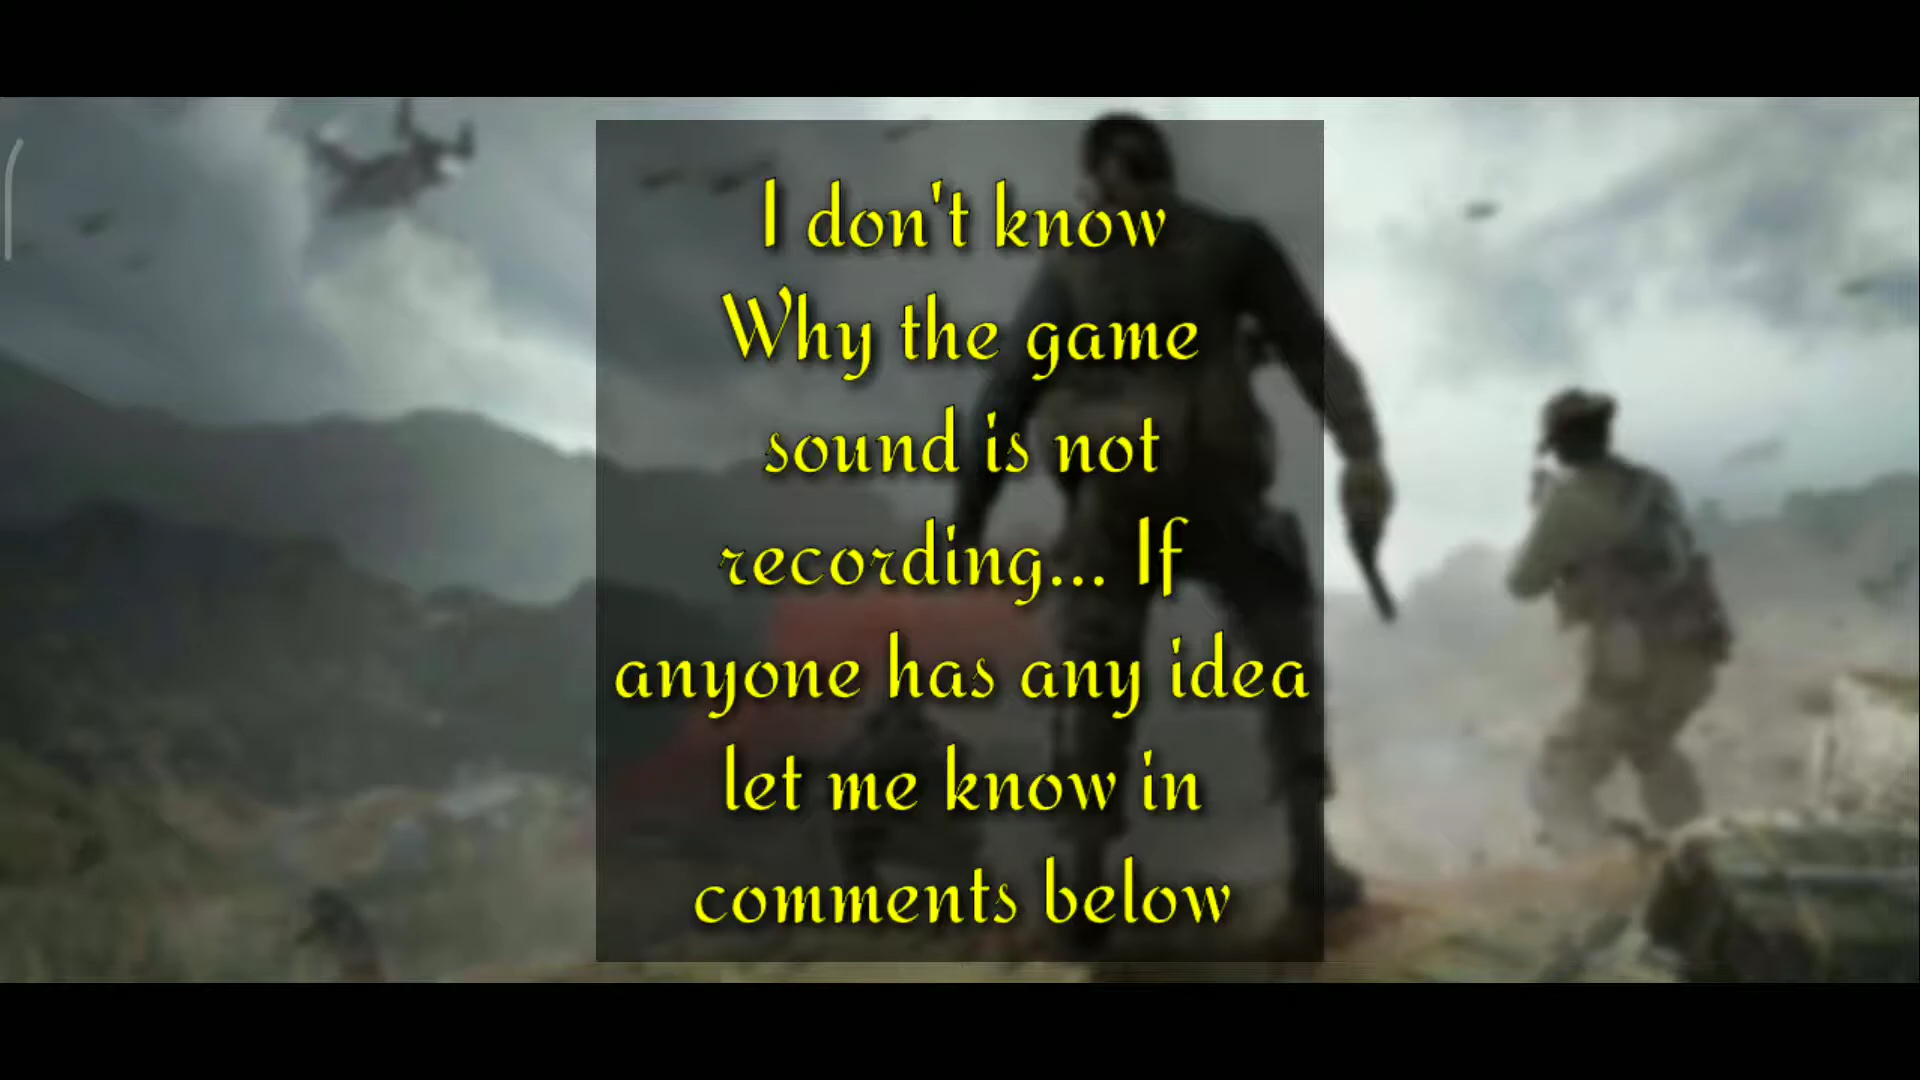 I don't know
Why the game
sound is not
recording... If
anyone has any idea
let me know in
comments below